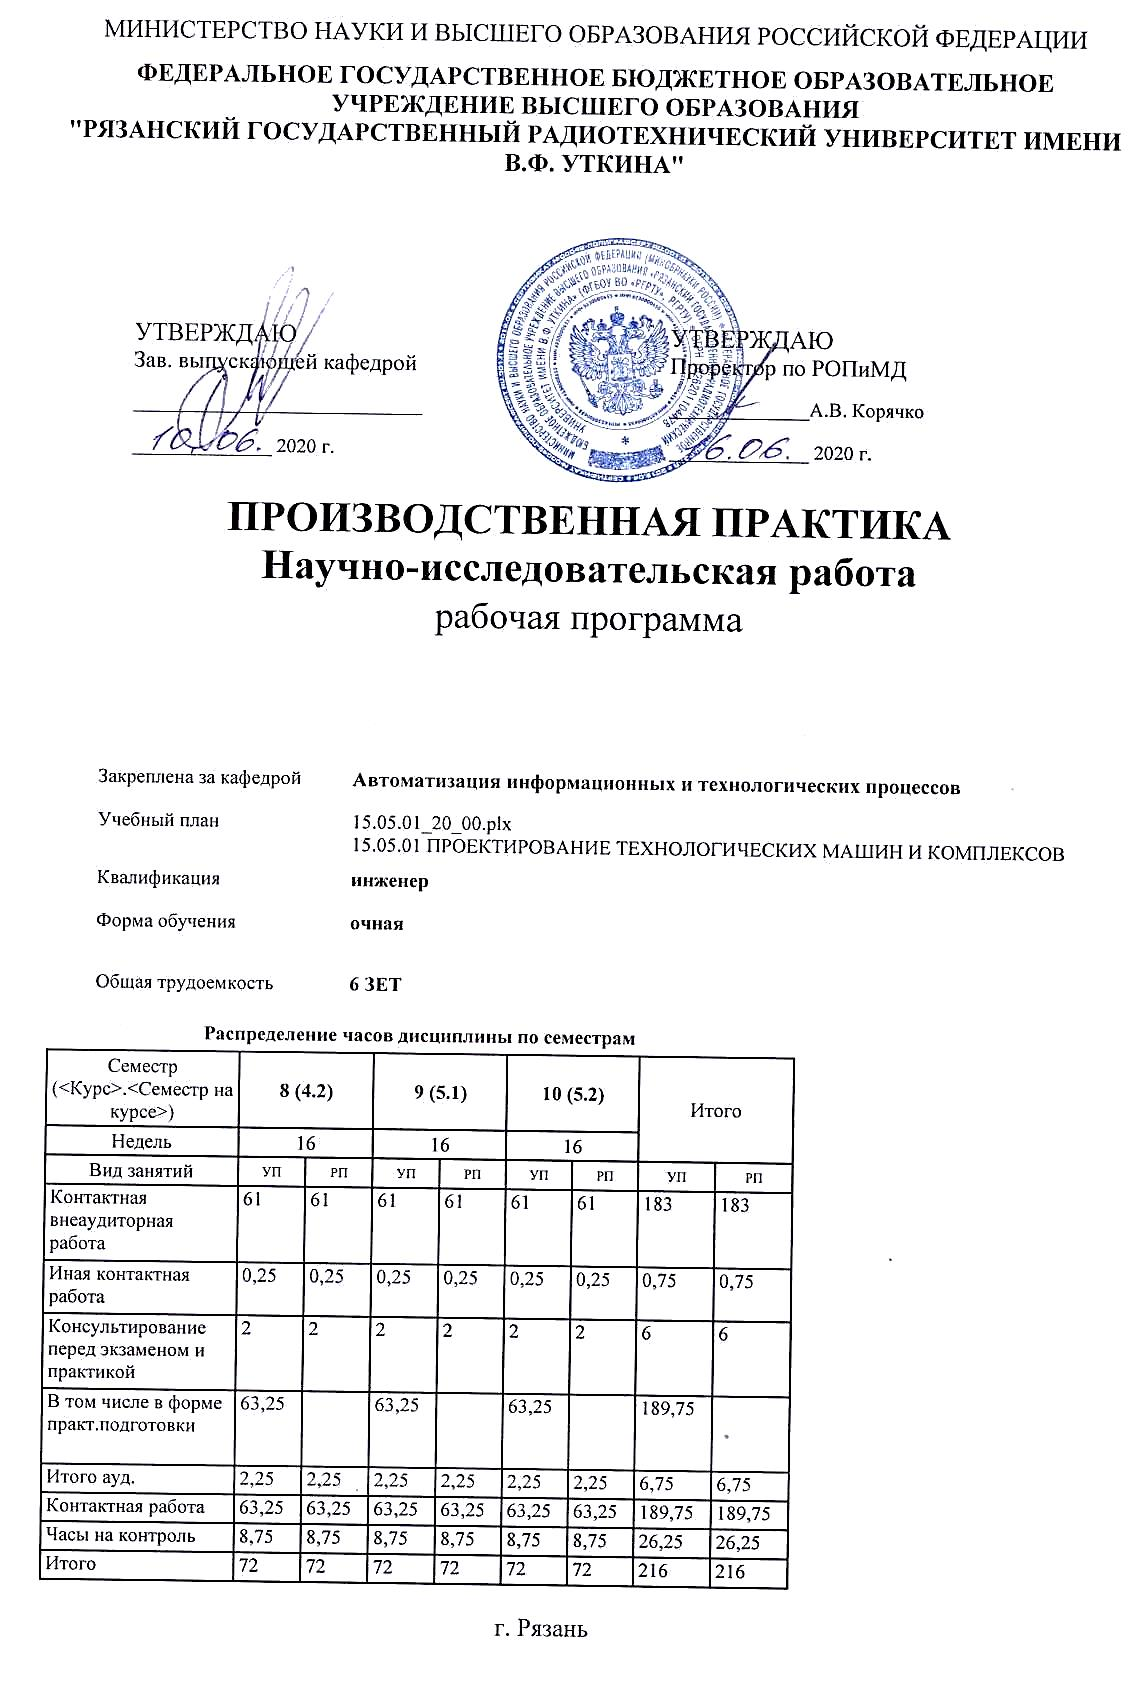 МИНИСТЕРСТВО НАУКИ И ВЫСШЕГО ОБРАЗОВАНИЯ РОССИЙСКОЙ ФЕДЕРАЦИИ
ФЕДЕРАЛЬНОЕ ГОСУДАРСТВЕННОЕ БЮДЖЕТНОЕ ОБРАЗОВАТЕЛЬНОЕ
УЧРЕЖДЕНИЕ ВЫСШЕГО ОБРАЗОВАНИЯ
"РЯЗАНСКИЙ ГОСУДАРСТВЕННЫЙ РАДИОТЕХНИЧЕСКИЙ УНИВЕРСИТЕТ ИМЕНИ
В.Ф. УТКИНА"
УТВЕРЖДАЮ
Зав. выпускающей кафедрой
10.06. 2020 г.
УТВЕРЖДАЮ
Проректор по РОПиМД
А.В. Корячко
6.06. 2020 г.
ПРОИЗВОДСТВЕННАЯ ПРАКТИКА
Научно-исследовательская работа
рабочая программа
Закреплена за кафедрой Автоматизация информационных и технологических процессов
Учебный план 15.05.01_20_00.plx
15.05.01 ПРОЕКТИРОВАНИЕ ТЕХНОЛОГИЧЕСКИХ МАШИН И КОМПЛЕКСОВ
Квалификация инженер
Форма обучения очная
Общая трудоемкость 6 ЗЕТ
Распределение часов дисциплины по семестрам
Семестр
(<Курс>.<Семестр на
курсе>) 8 (4.2) 9 (5.1) 10 (5.2) Итого
Недель 16 16 16
Вид занятий УП РП УП РП УП РП УП РП
Контактная
внеаудиторная
работа 61 61 61 61 61 61 183 183
Иная контактная
работа 0,25 0,25 0,25 0,25 0,25 0,25 0,75 0,75
Консультирование
перед экзаменом и
практикой 2 2 2 2 2 2 6 6
В том числе в форме
практ.подготовки 63,25 63,25 63,25 189,75
Итого ауд. 2,25 2,25 2,25 2,25 2,25 2,25 6,75 6,75
Контактная работа 63,25 63,25 63,25 63,25 63,25 63,25 189,75 189,75
Часы на контроль 8,75 8,75 8,75 8,75 8,75 8,75 26,25 26,25
Итого 72 72 72 72 72 72 216 216
г. Рязань